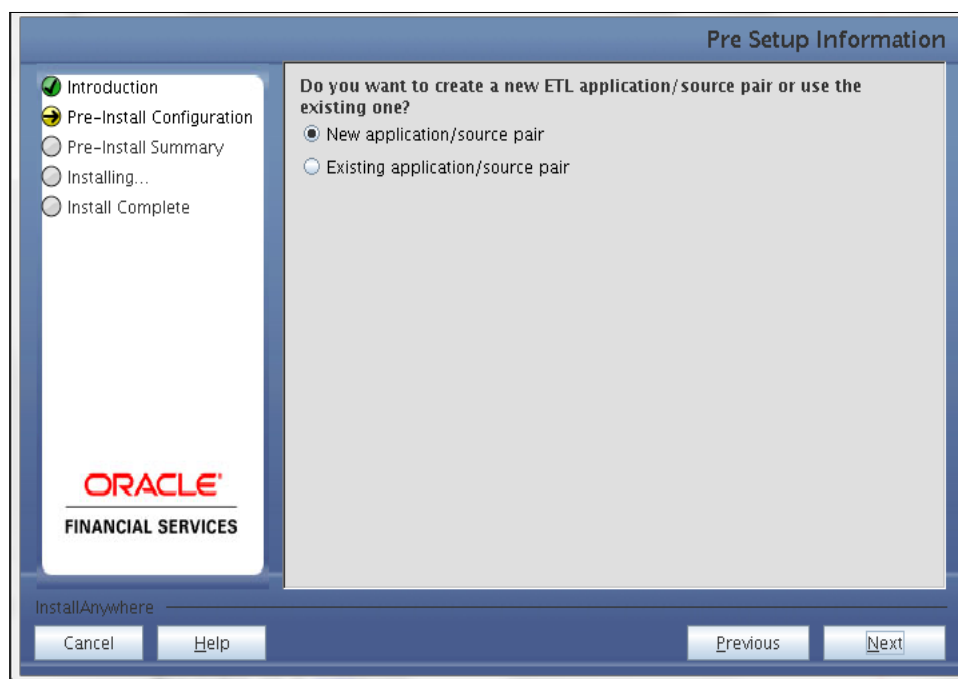 Pre Setup Information
Introduction
Pre-Install Configuration
Pre-Install Summary
Installing...
Install Complete
Do you want to create a new ETL application/source pair or use the
existing one?
New application/source pair
Existing application/source pair
ORACLE'
FINANCIAL SERVICES
InstallAnywhere
Cancel
Help
Previous
Next